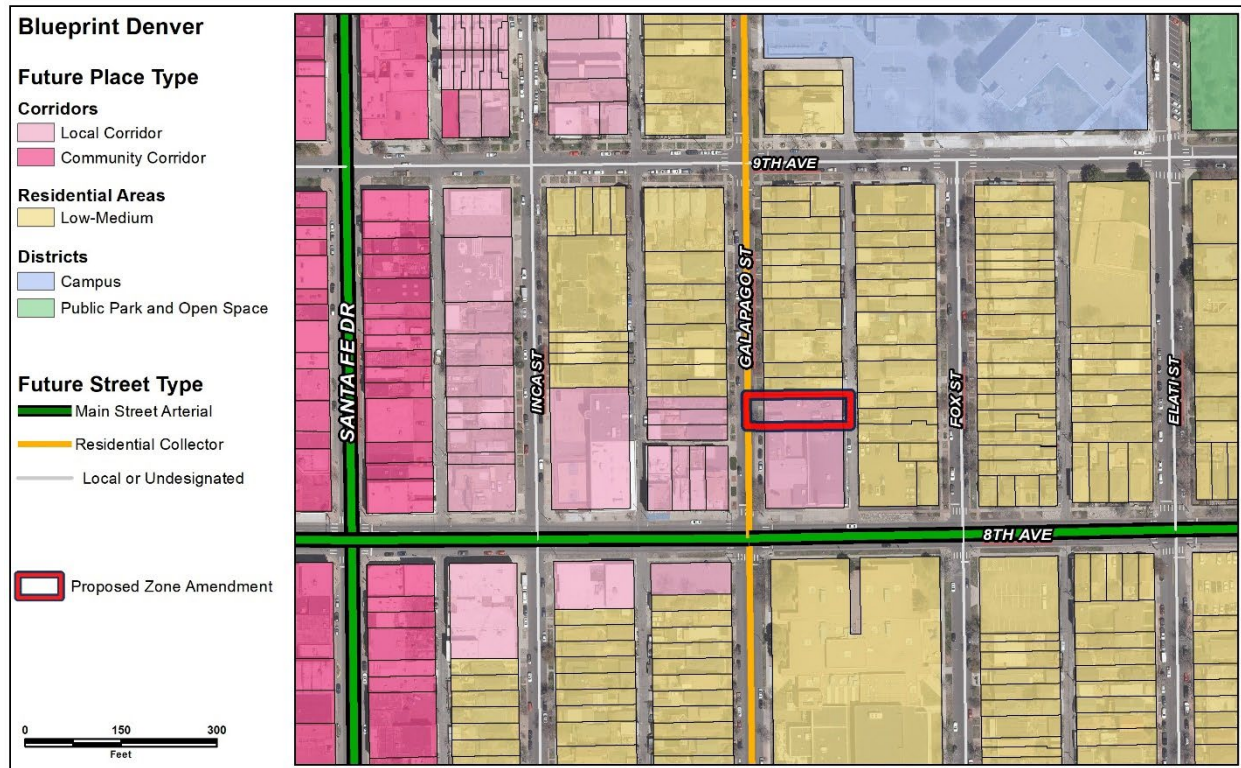 Blueprint Denver
Future Place Type
Corridors
Local Corridor
Community Corridor
Residential Areas
Low-Medium
Districts
Campus
Public Park and Open Space
Future Street Type
Main Street Arterial
Residential Collector
Local or Undesignated
Proposed Zone Amendment
0 150 300
Feet
9TH AVE
SANTA FE DR
INCA ST
GALAPAGO ST
FOX ST
ELATI ST
8TH AVE